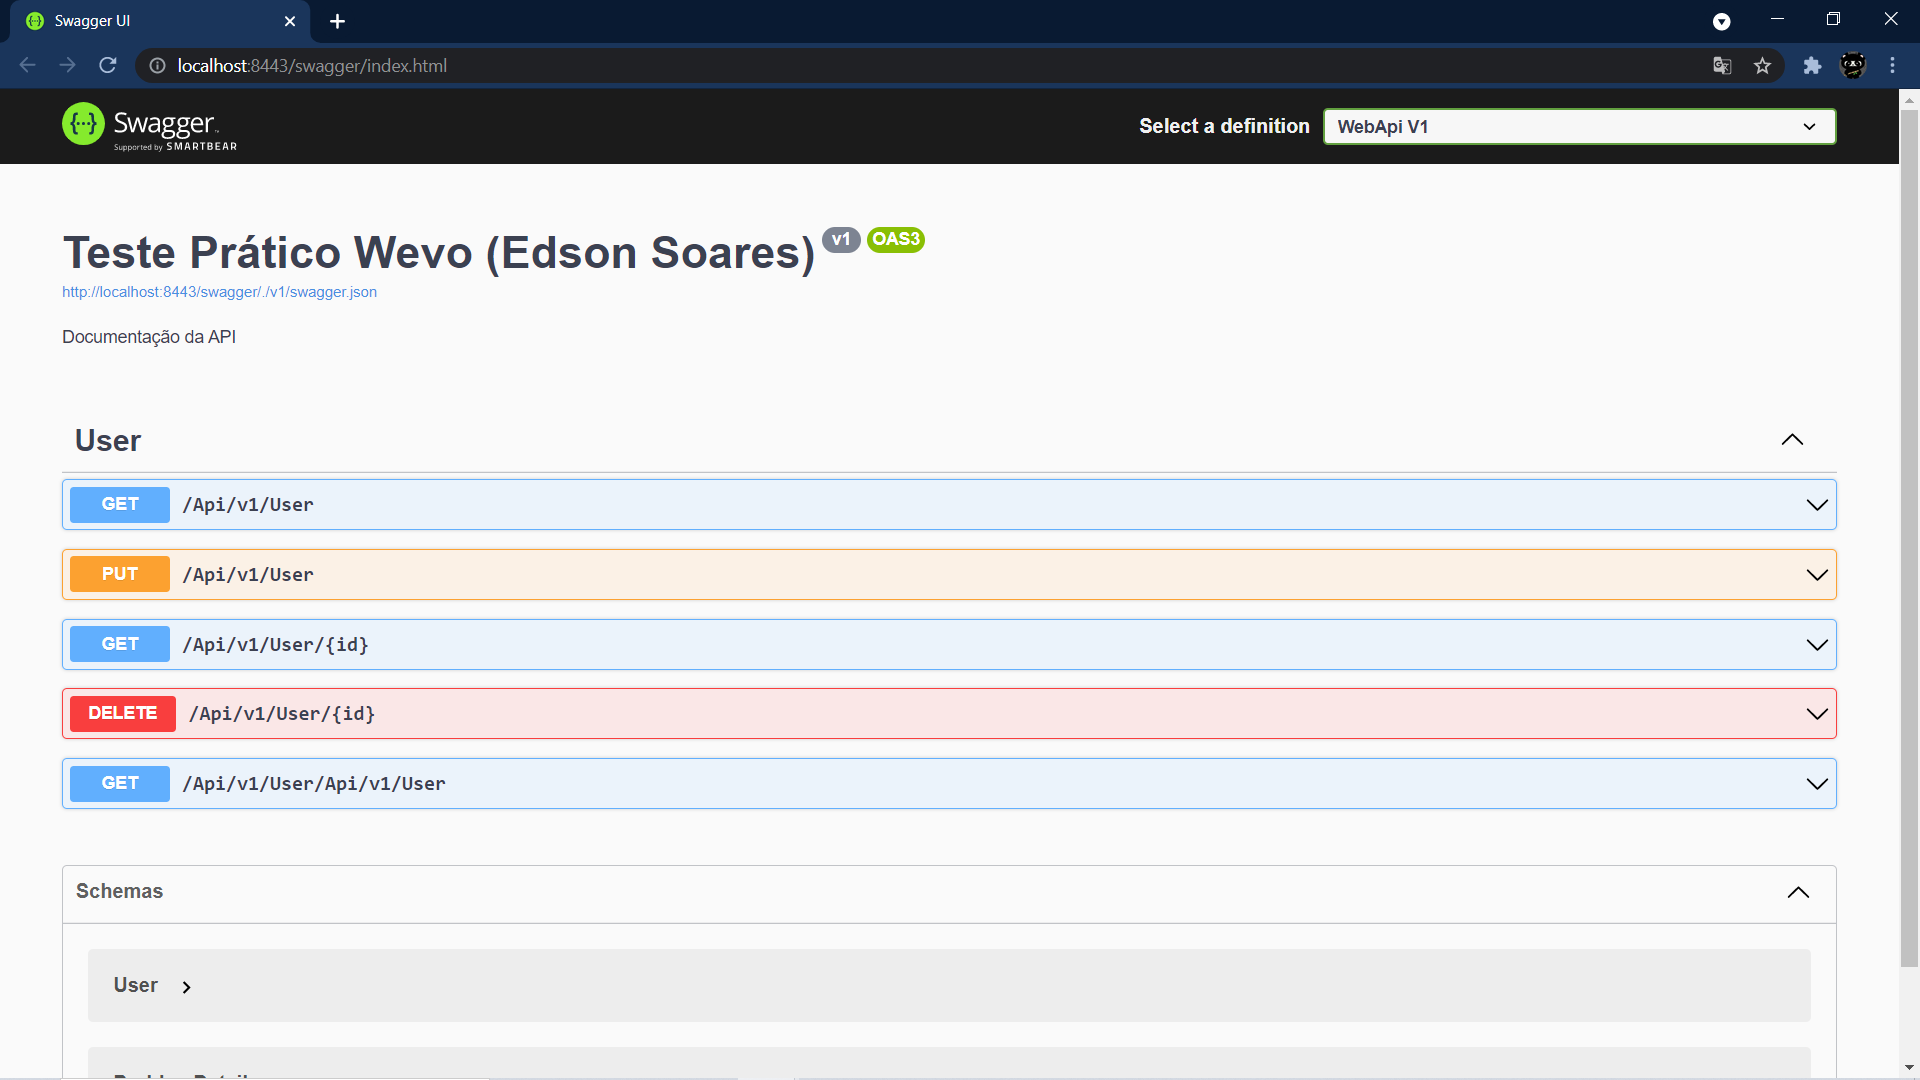 Swagger UI
localhost:8443/swagger/index.html
Swagger
Supported by SMARTBEAR
Select a definition
WebApi V1
Teste Prático Wevo (Edson Soares) v1 OAS3
http://localhost:8443/swagger/./v1/swagger.json
Documentação da API
User
GET /Api/v1/User
PUT /Api/v1/User
GET /Api/v1/User/{id}
DELETE /Api/v1/User/{id}
GET /Api/v1/User/Api/v1/User
Schemas
User